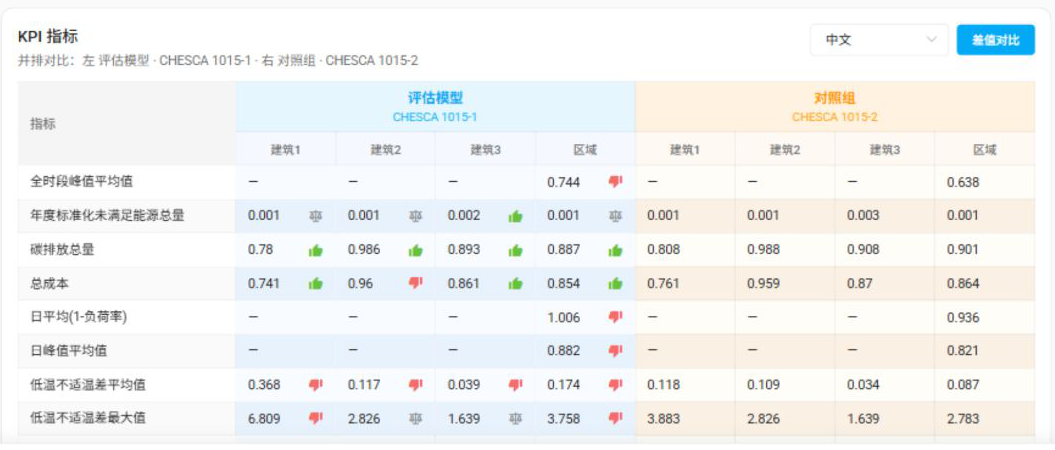 KPI 指标
并排对比：左 评估模型 · CHESCA 1015-1 · 右 对照组 · CHESCA 1015-2
中文
差值对比
指标
评估模型
CHESCA 1015-1
对照组
CHESCA 1015-2
建筑1 建筑2 建筑3 区域 建筑1 建筑2 建筑3 区域
全时段峰值平均值 – – – 0.744 – – – 0.638
年度标准化未满足能源总量 0.001 0.001 0.002 0.001 0.001 0.001 0.003 0.001
碳排放总量 0.78 0.986 0.893 0.887 0.808 0.988 0.908 0.901
总成本 0.741 0.96 0.861 0.854 0.761 0.959 0.87 0.864
日平均(1-负荷率) – – – 1.006 – – – 0.936
日峰值平均值 – – – 0.882 – – – 0.821
低温不适温差平均值 0.368 0.117 0.039 0.174 0.118 0.109 0.034 0.087
低温不适温差最大值 6.809 2.826 1.639 3.758 3.883 2.826 1.639 2.783